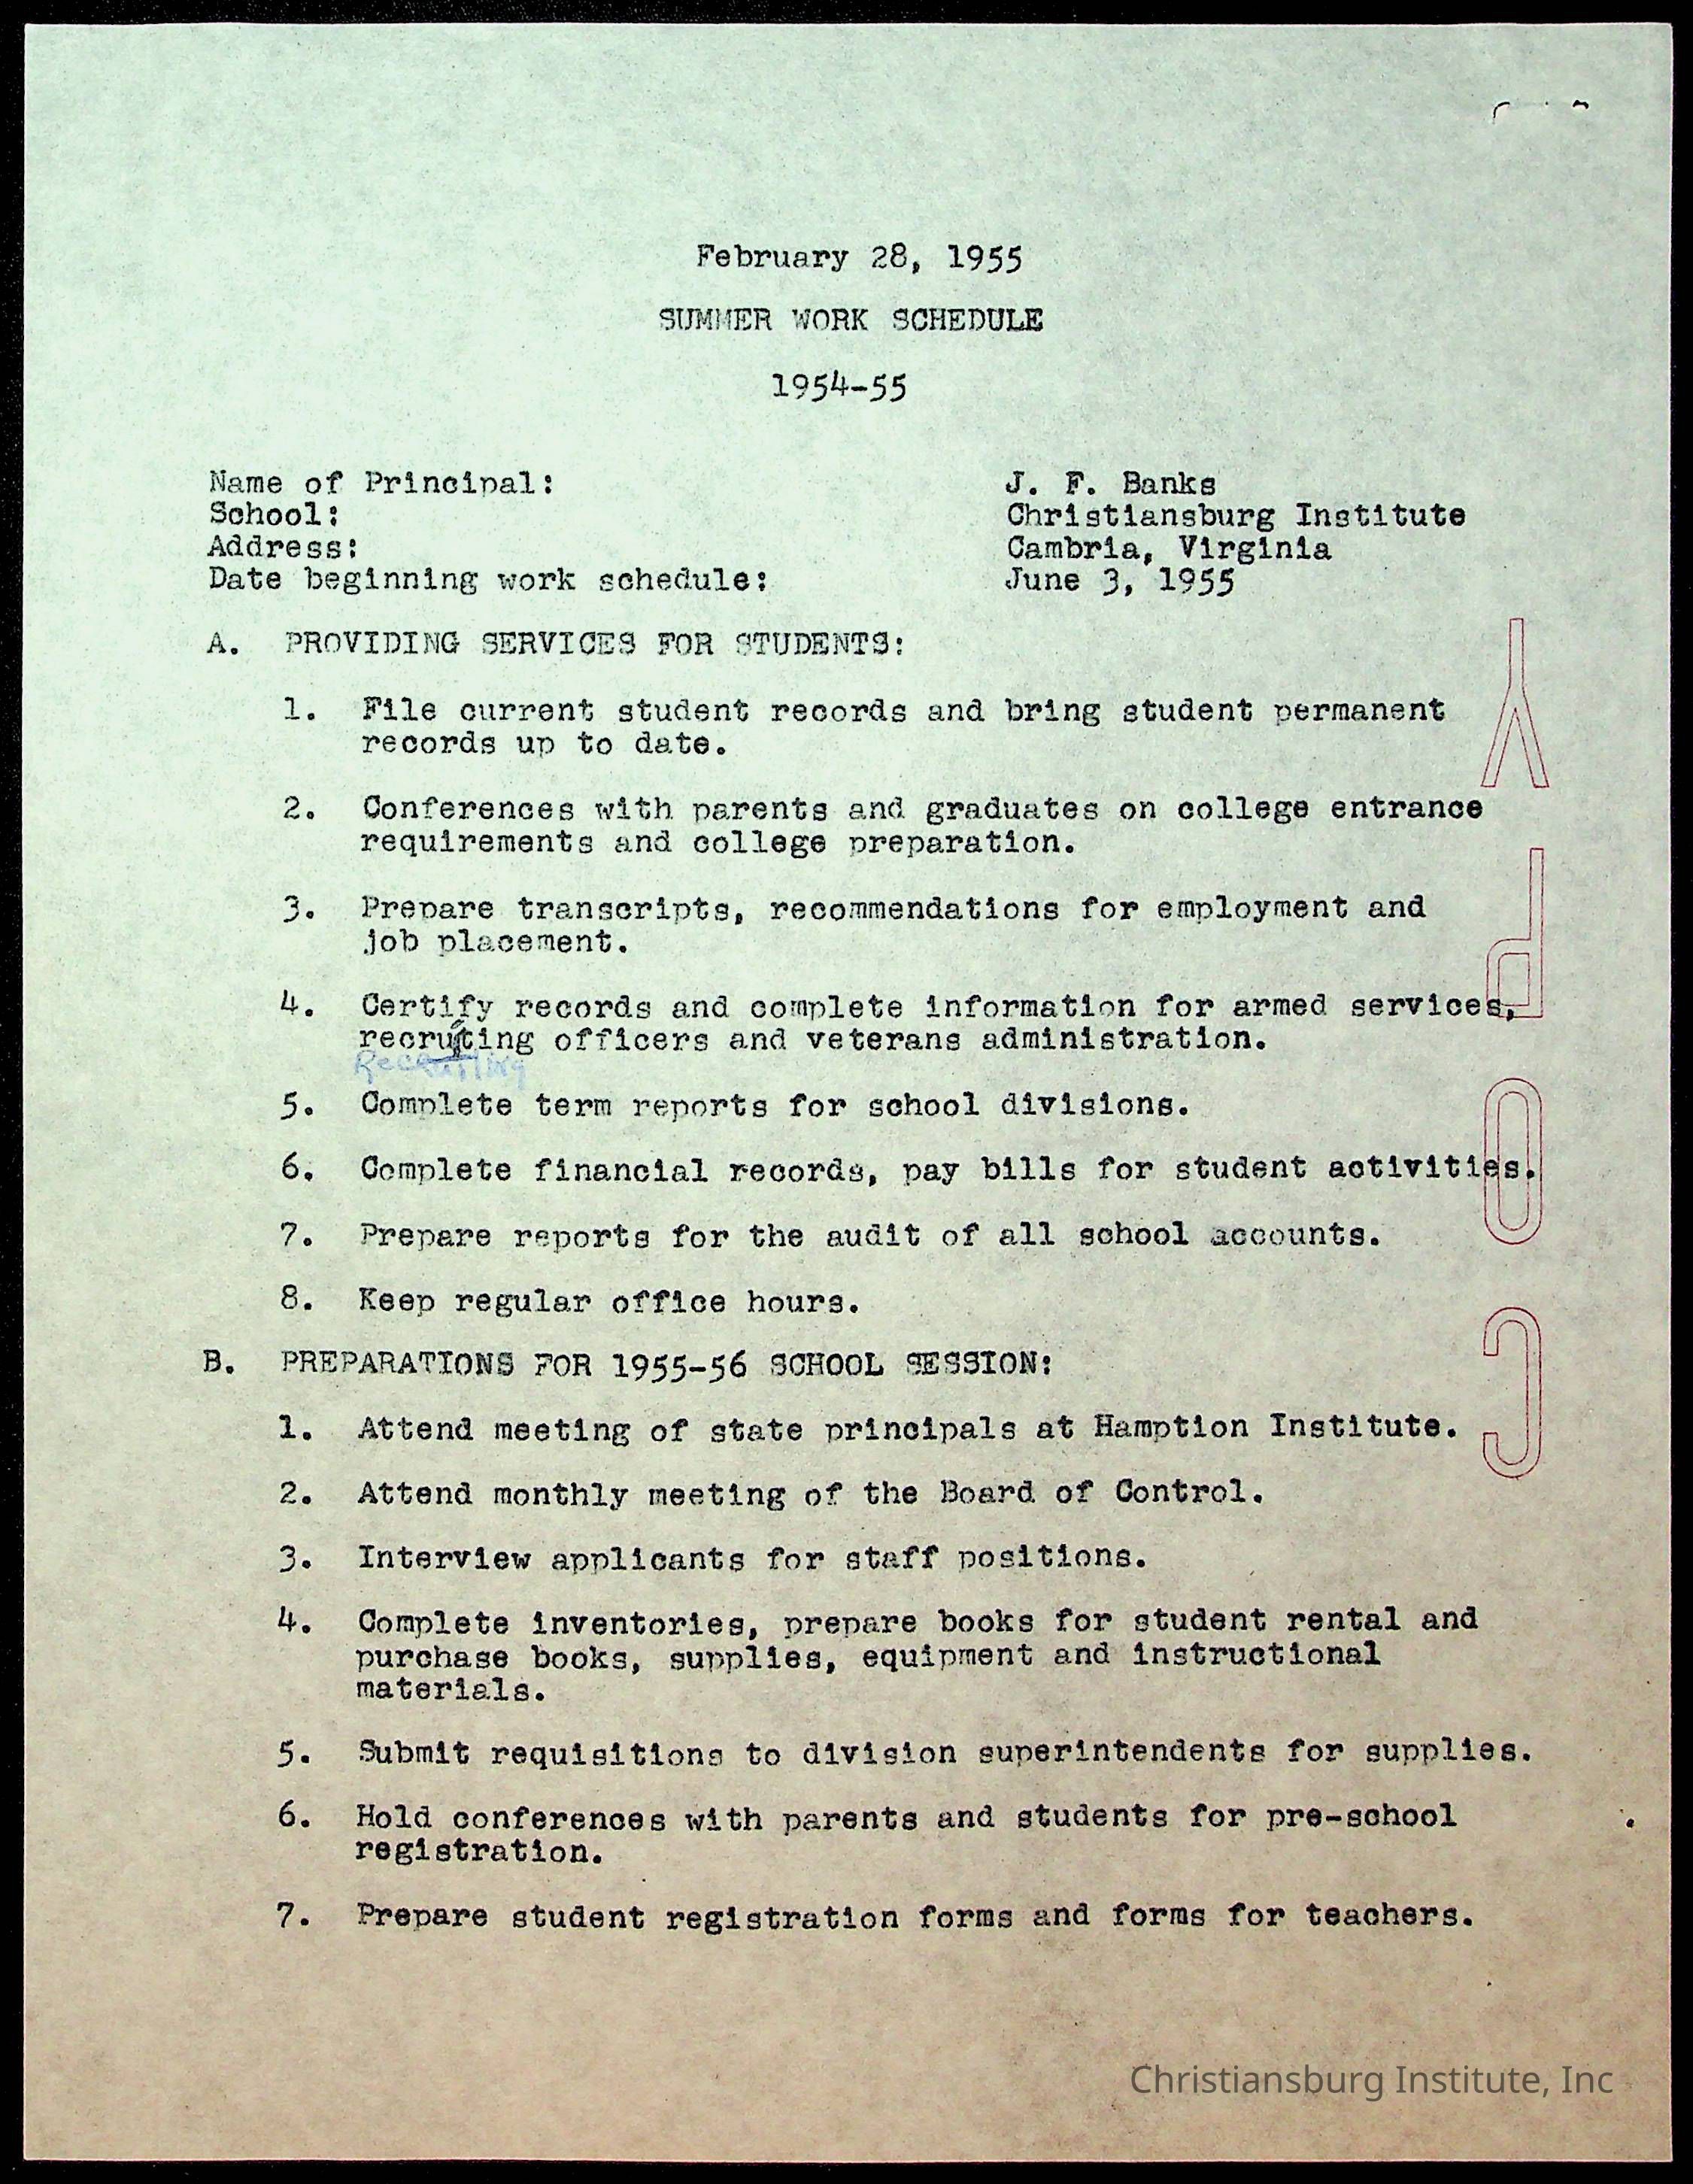 February 28, 1955
SUMMER WORK SCHEDULE
1954-55
Name of Principal: J. F. Banks
School: Christiansburg Institute
Address: Cambria, Virginia
Date beginning work schedule: June 3, 1955
A. PROVIDING SERVICES FOR STUDENTS:
1. File current student records and bring student permanent
records up to date.
2. Conferences with parents and graduates on college entrance
requirements and college preparation.
3. Prepare transcripts, recommendations for employment and
job placement.
4. Certify records and complete information for armed services,
recruting officers and veterans administration.
Recruiting
5. Complete term reports for school divisions.
6. Complete financial records, pay bills for student activities.
7. Prepare reports for the audit of all school accounts.
8. Keep regular office hours.
B. PREPARATIONS FOR 1955-56 SCHOOL SESSION:
1. Attend meeting of state principals at Hamption Institute.
2. Attend monthly meeting of the Board of Control.
3. Interview applicants for staff positions.
4. Complete inventories, prepare books for student rental and
purchase books, supplies, equipment and instructional
materials.
5. Submit requisitions to division superintendents for supplies.
6. Hold conferences with parents and students for pre-school
registration.
7. Prepare student registration forms and forms for teachers.
COPY
Christiansburg Institute, Inc